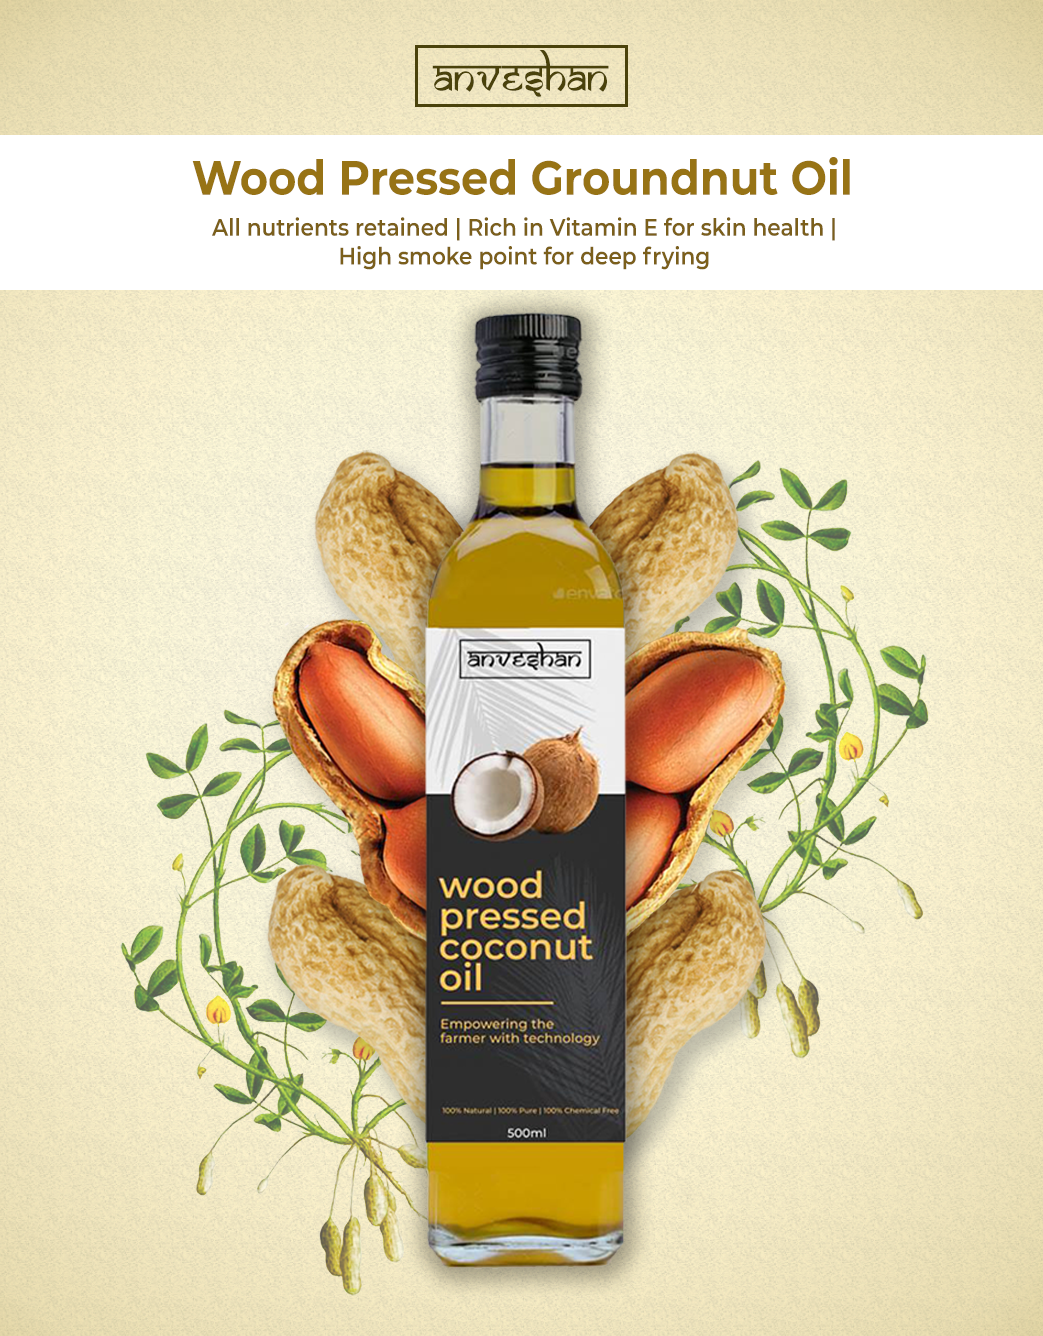 anveshan
Wood Pressed Groundnut Oil
All nutrients retained | Rich in Vitamin E for skin health |
High smoke point for deep frying
anveshan
wood
pressed
coconut
oil
Empowering the
farmer with technology
100% Natural | 100% Pure | 100% Chemical Free
500ml